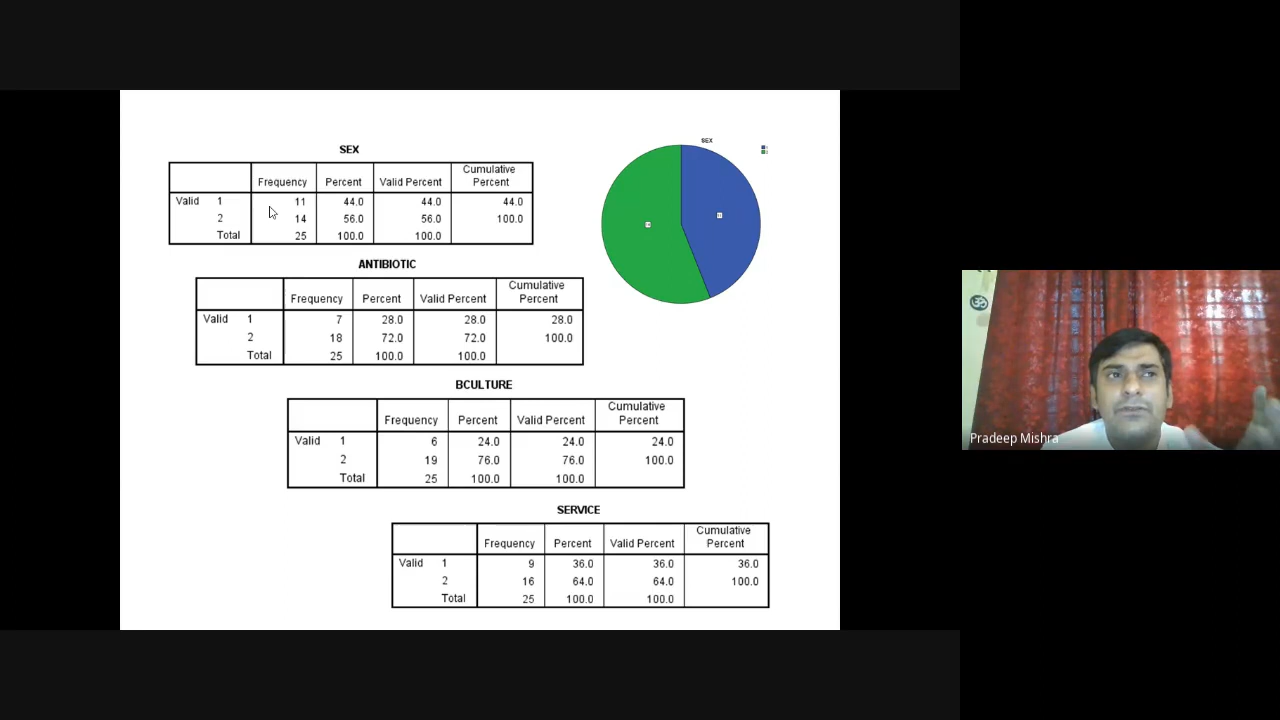 SEX
Frequency Percent Valid Percent Cumulative Percent
Valid 1 11 44.0 44.0 44.0
2 14 56.0 56.0 100.0
Total 25 100.0 100.0
SEX
ANTIBIOTIC
Frequency Percent Valid Percent Cumulative Percent
Valid 1 7 28.0 28.0 28.0
2 18 72.0 72.0 100.0
Total 25 100.0 100.0
BCULTURE
Frequency Percent Valid Percent Cumulative Percent
Valid 1 6 24.0 24.0 24.0
2 19 76.0 76.0 100.0
Total 25 100.0 100.0
SERVICE
Frequency Percent Valid Percent Cumulative Percent
Valid 1 9 36.0 36.0 36.0
2 16 64.0 64.0 100.0
Total 25 100.0 100.0
ॐ
Pradeep Mishra